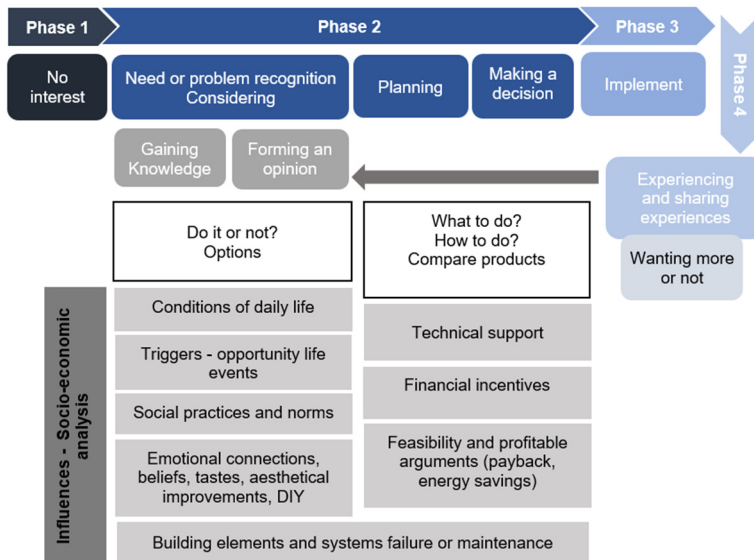 Phase 1
Phase 2
Phase 3
Phase 4
No
interest
Need or problem recognition
Considering
Planning
Making a
decision
Implement
Gaining
Knowledge
Forming an
opinion
Experiencing
and sharing
experiences
Wanting more
or not
Do it or not?
Options
What to do?
How to do?
Compare products
Influences - Socio-economic
analysis
Conditions of daily life
Triggers - opportunity life
events
Social practices and norms
Emotional connections,
beliefs, tastes, aesthetical
improvements, DIY
Technical support
Financial incentives
Feasibility and profitable
arguments (payback,
energy savings)
Building elements and systems failure or maintenance